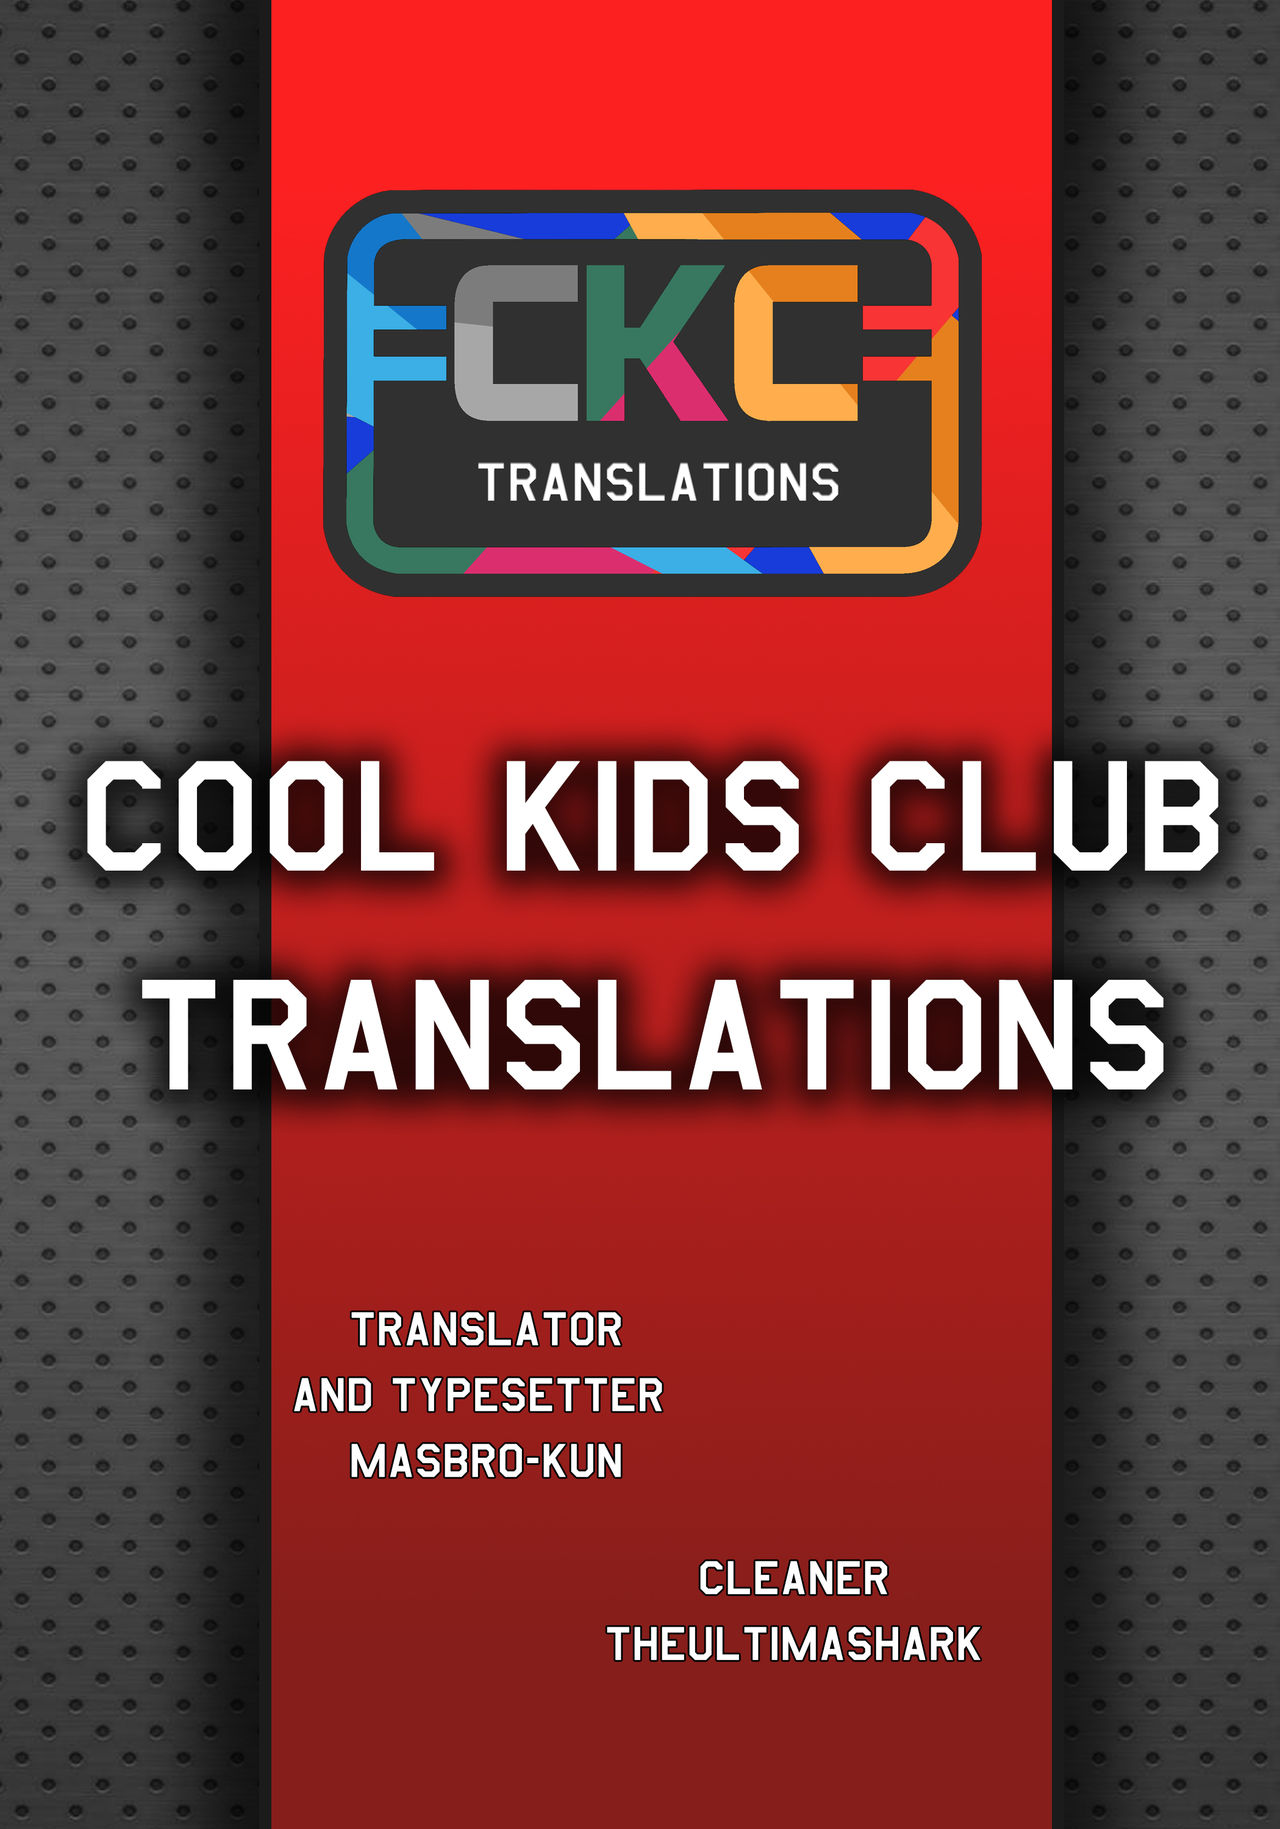 CKC
TRANSLATIONS
COOL KIDS CLUB
TRANSLATIONS
TRANSLATOR
AND TYPESETTER
MASBRO-KUN
CLEANER
THEULTIMASHARK